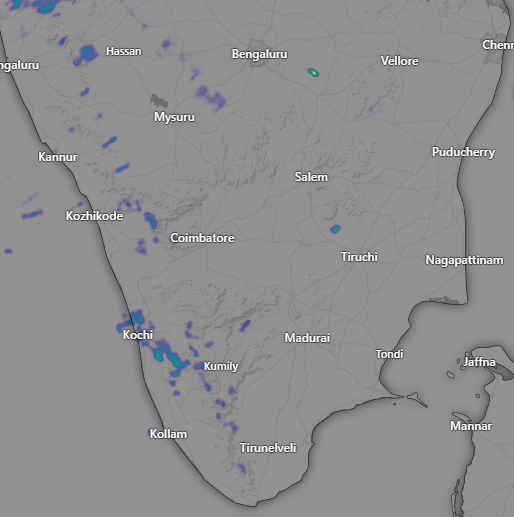 Hassan
Bengaluru
Chenn
ngaluru
Vellore
Mysuru
Kannur
Puducherry
Salem
Kozhikode
Coimbatore
Tiruchi
Nagapattinam
Kochi
Madurai
Tondi
Kumily
Jaffna
Mannar
Kollam
Tirunelveli